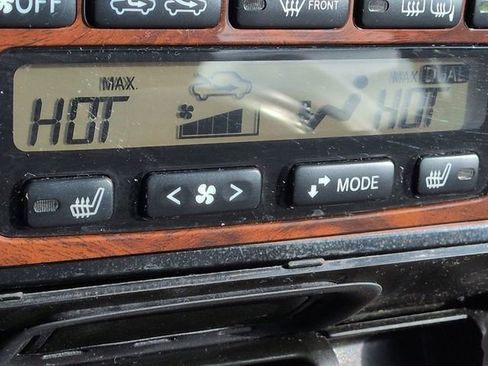 OFF FRONT
MAX. MAX. DUAL
HOT HOT
< > MODE